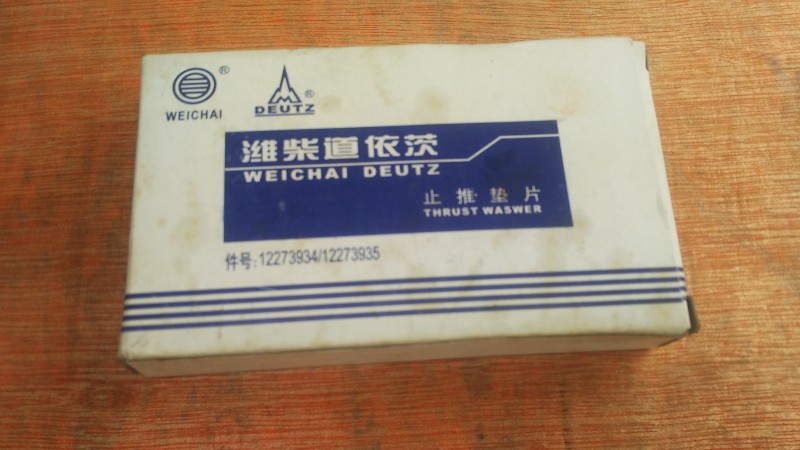 ® ®
WEICHAI DEUTZ
潍柴道依茨
WEICHAI DEUTZ
止推垫片
THRUST WASWER
件号:12273934/12273935